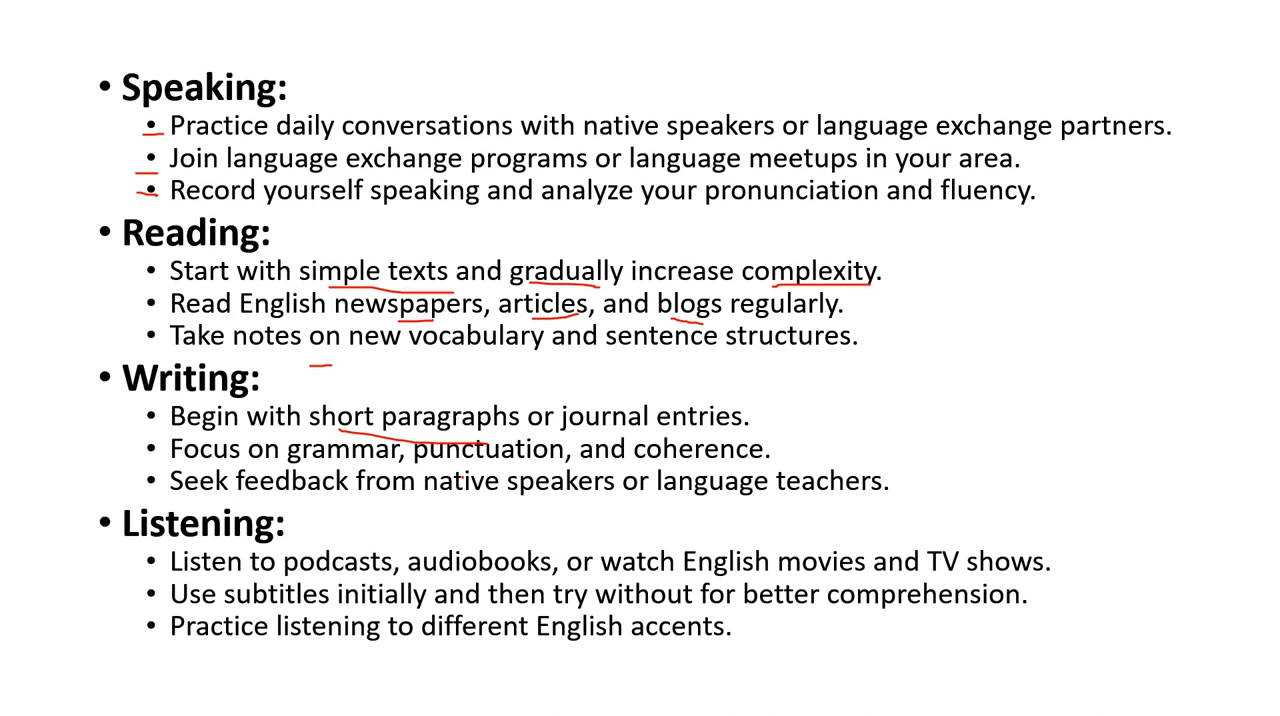 • Speaking:
• Practice daily conversations with native speakers or language exchange partners.
• Join language exchange programs or language meetups in your area.
• Record yourself speaking and analyze your pronunciation and fluency.
• Reading:
• Start with simple texts and gradually increase complexity.
• Read English newspapers, articles, and blogs regularly.
• Take notes on new vocabulary and sentence structures.
• Writing:
• Begin with short paragraphs or journal entries.
• Focus on grammar, punctuation, and coherence.
• Seek feedback from native speakers or language teachers.
• Listening:
• Listen to podcasts, audiobooks, or watch English movies and TV shows.
• Use subtitles initially and then try without for better comprehension.
• Practice listening to different English accents.